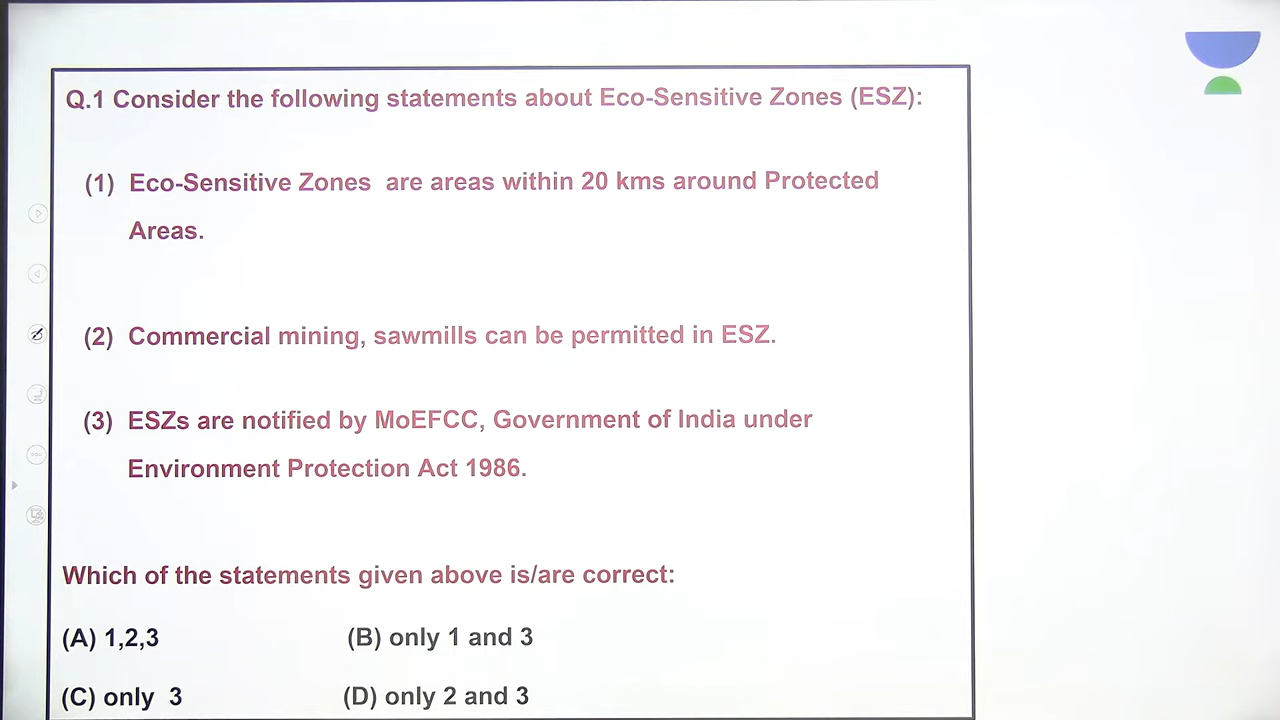 Q.1 Consider the following statements about Eco-Sensitive Zones (ESZ):
(1) Eco-Sensitive Zones are areas within 20 kms around Protected
Areas.
(2) Commercial mining, sawmills can be permitted in ESZ.
(3) ESZs are notified by MoEFCC, Government of India under
Environment Protection Act 1986.
Which of the statements given above is/are correct:
(A) 1,2,3 (B) only 1 and 3
(C) only 3 (D) only 2 and 3